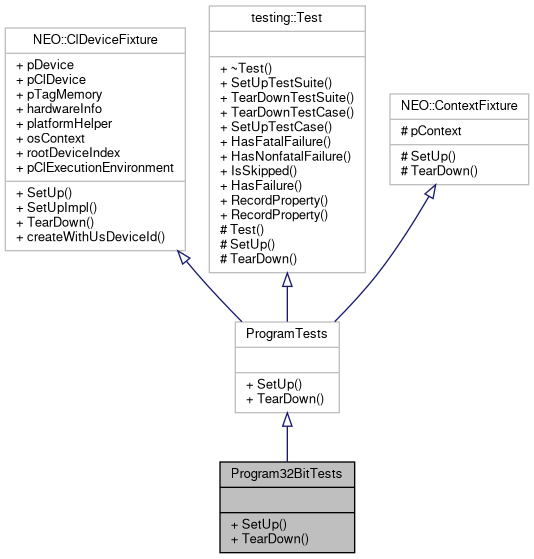 NEO::ClDeviceFixture
+ pDevice
+ pClDevice
+ pTagMemory
+ hardwareInfo
+ platformHelper
+ osContext
+ rootDeviceIndex
+ pClExecutionEnvironment
+ SetUp()
+ SetUpImpl()
+ TearDown()
+ createWithUsDeviceId()
testing::Test
+ ~Test()
+ SetUpTestSuite()
+ TearDownTestSuite()
+ TearDownTestCase()
+ SetUpTestCase()
+ HasFatalFailure()
+ HasNonfatalFailure()
+ IsSkipped()
+ HasFailure()
+ RecordProperty()
+ RecordProperty()
# Test()
# SetUp()
# TearDown()
NEO::ContextFixture
# pContext
# SetUp()
# TearDown()
ProgramTests
+ SetUp()
+ TearDown()
Program32BitTests
+ SetUp()
+ TearDown()